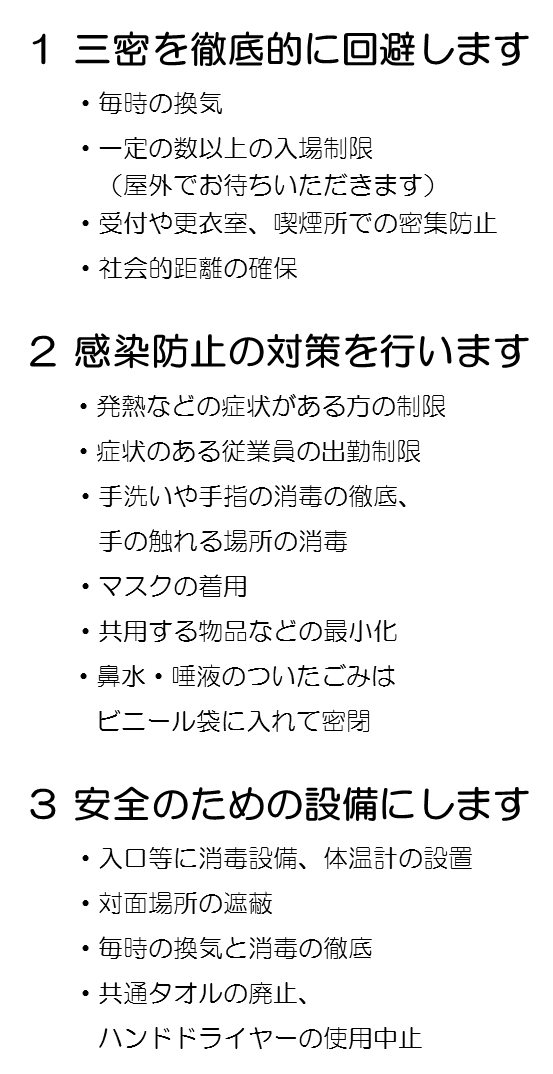 1 三密を徹底的に回避します
・毎時の換気
・一定の数以上の入場制限
（屋外でお待ちいただきます）
・受付や更衣室、喫煙所での密集防止
・社会的距離の確保
2 感染防止の対策を行います
・発熱などの症状がある方の制限
・症状のある従業員の出勤制限
・手洗いや手指の消毒の徹底、
手の触れる場所の消毒
・マスクの着用
・共用する物品などの最小化
・鼻水・唾液のついたごみは
ビニール袋に入れて密閉
3 安全のための設備にします
・入口等に消毒設備、体温計の設置
・対面場所の遮蔽
・毎時の換気と消毒の徹底
・共通タオルの廃止、
ハンドドライヤーの使用中止